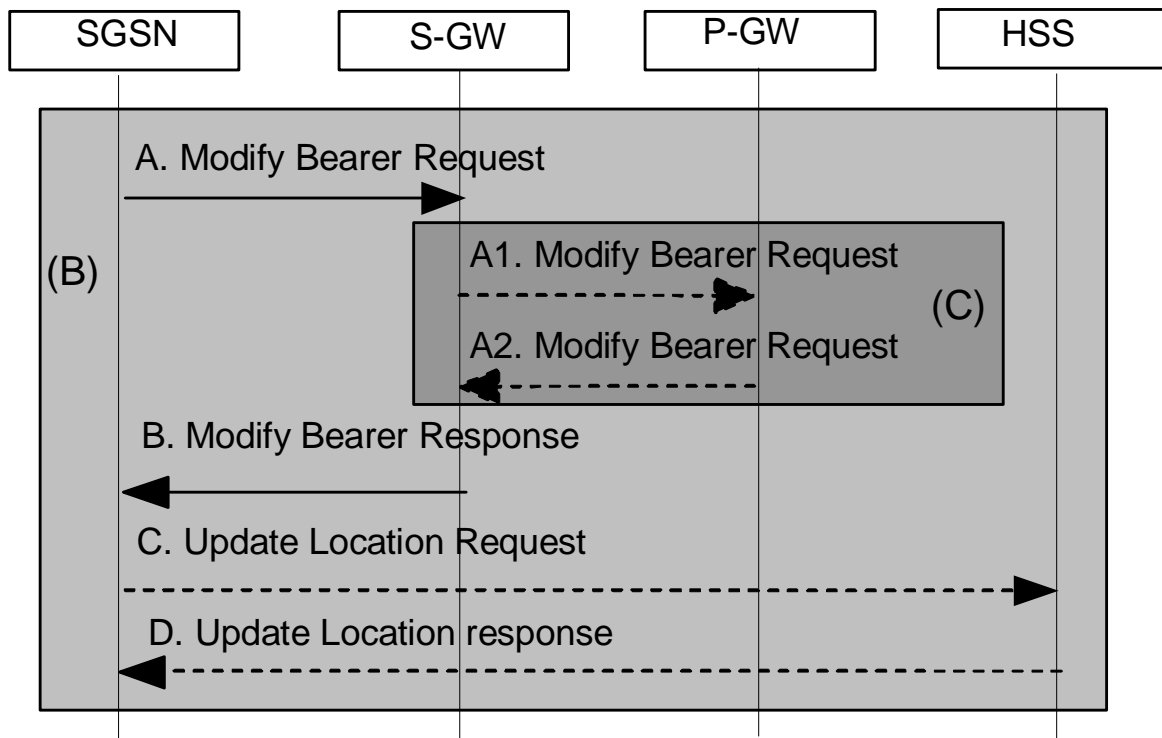 SGSN
S-GW
P-GW
HSS
A. Modify Bearer Request
(B)
A1. Modify Bearer Request
(C)
A2. Modify Bearer Request
B. Modify Bearer Response
C. Update Location Request
D. Update Location response